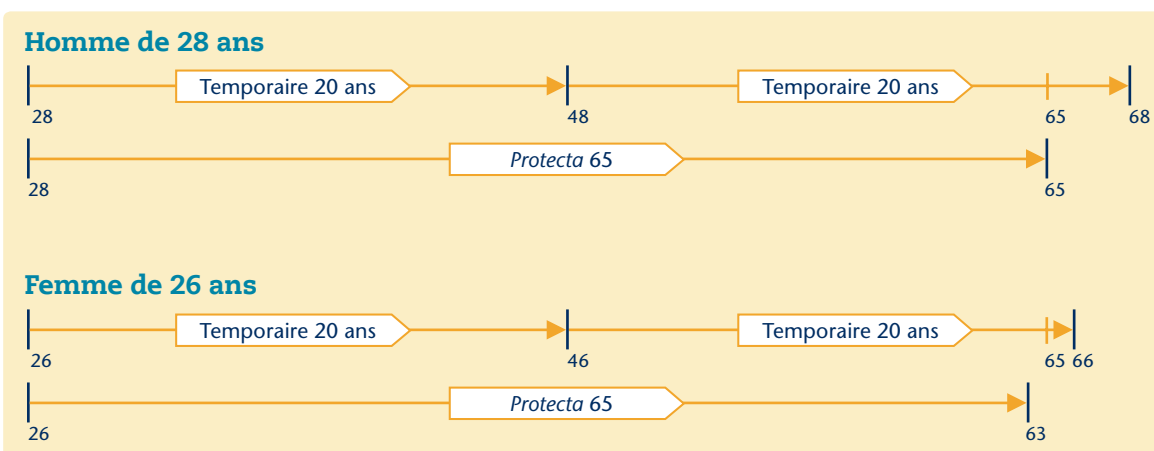 Homme de 28 ans
Temporaire 20 ans Temporaire 20 ans
28 48 65 68
Protecta 65
28 65
Femme de 26 ans
Temporaire 20 ans Temporaire 20 ans
26 46 65 66
Protecta 65
26 63